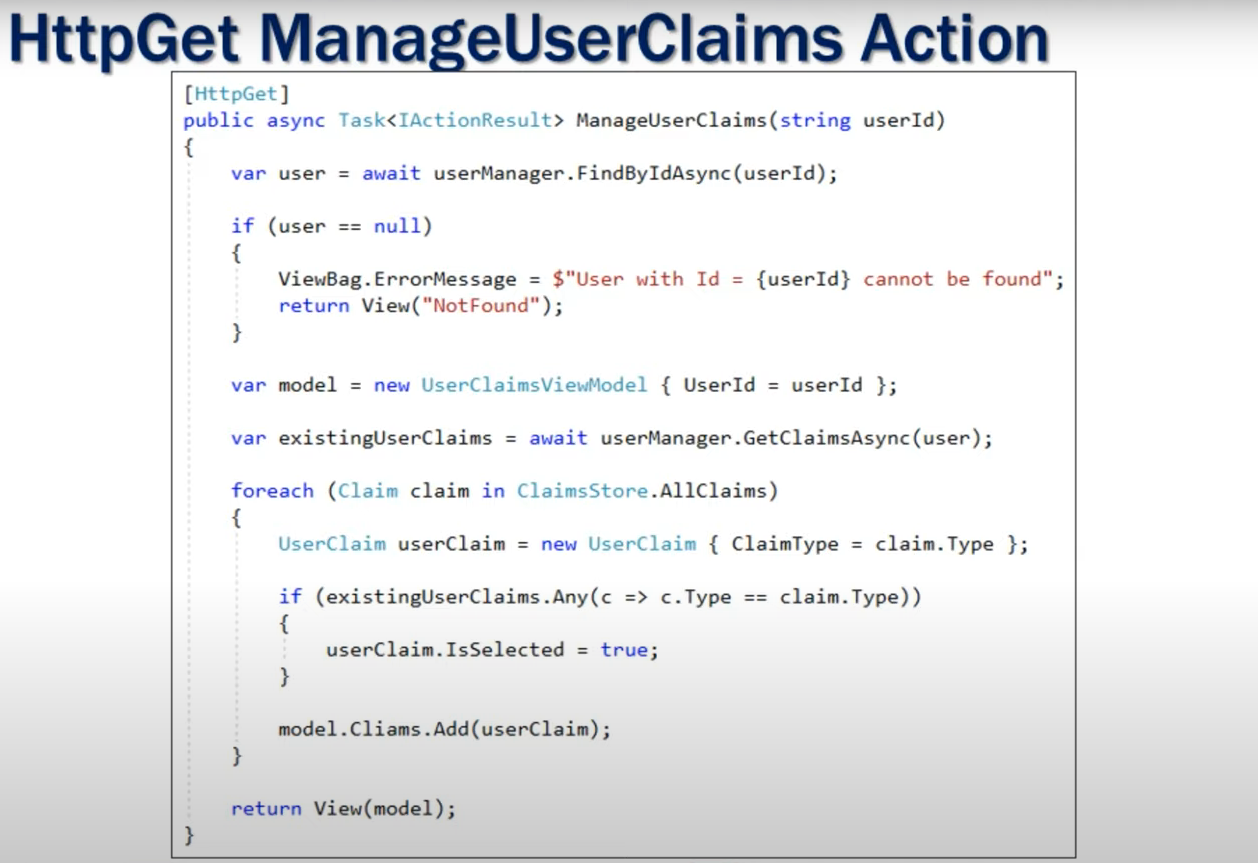 HttpGet ManageUserClaims Action
[HttpGet]
public async Task<IActionResult> ManageUserClaims(string userId)
{
var user = await userManager.FindByIdAsync(userId);
if (user == null)
{
ViewBag.ErrorMessage = $"User with Id = {userId} cannot be found";
return View("NotFound");
}
var model = new UserClaimsViewModel { UserId = userId };
var existingUserClaims = await userManager.GetClaimsAsync(user);
foreach (Claim claim in ClaimsStore.AllClaims)
{
UserClaim userClaim = new UserClaim { ClaimType = claim.Type };
if (existingUserClaims.Any(c => c.Type == claim.Type))
{
userClaim.IsSelected = true;
}
model.Cliams.Add(userClaim);
}
return View(model);
}